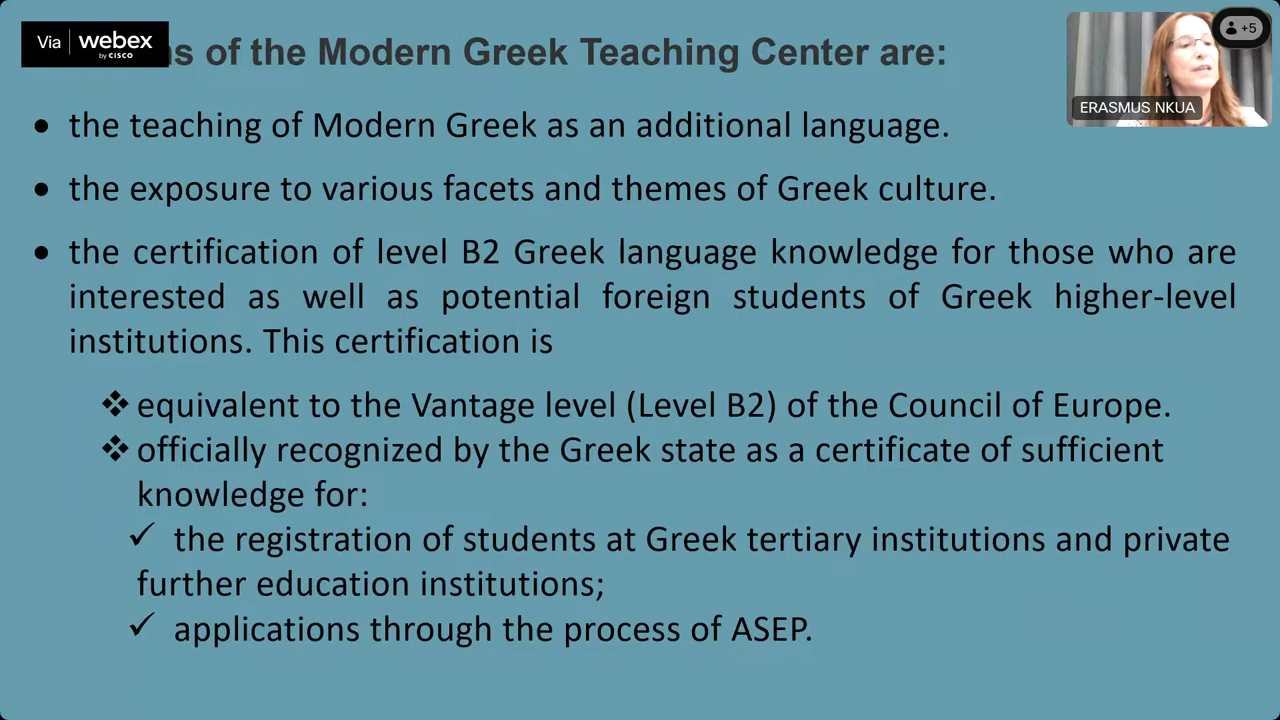 Via webex
by CISCO
s of the Modern Greek Teaching Center are:
+5
ERASMUS NKUA
• the teaching of Modern Greek as an additional language.
• the exposure to various facets and themes of Greek culture.
• the certification of level B2 Greek language knowledge for those who are
interested as well as potential foreign students of Greek higher-level
institutions. This certification is
❖ equivalent to the Vantage level (Level B2) of the Council of Europe.
❖ officially recognized by the Greek state as a certificate of sufficient
knowledge for:
✓ the registration of students at Greek tertiary institutions and private
further education institutions;
✓ applications through the process of ASEP.